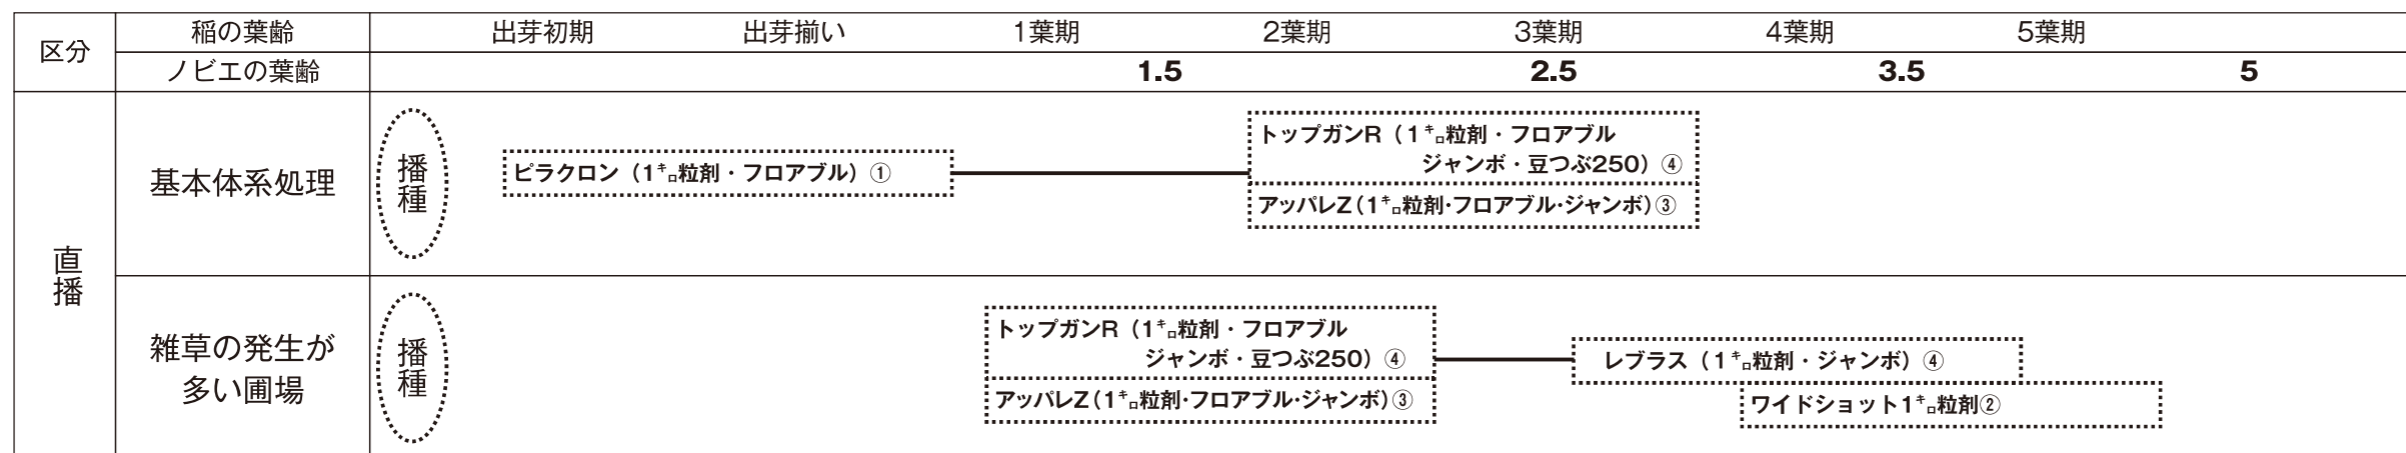 区分
稲の葉齢 出芽初期 出芽揃い 1葉期 2葉期 3葉期 4葉期 5葉期
ノビエの葉齢 1.5 2.5 3.5 5
直播
基本体系処理
播種
ピラクロン（1㌔粒剤・フロアブル）①
トップガンR（1㌔粒剤・フロアブル
ジャンボ・豆つぶ250）④
アッパレZ（1㌔粒剤・フロアブル・ジャンボ）③
雑草の発生が
多い圃場
播種
トップガンR（1㌔粒剤・フロアブル
ジャンボ・豆つぶ250）④
アッパレZ（1㌔粒剤・フロアブル・ジャンボ）③
レブラス（1㌔粒剤・ジャンボ）④
ワイドショット1㌔粒剤②